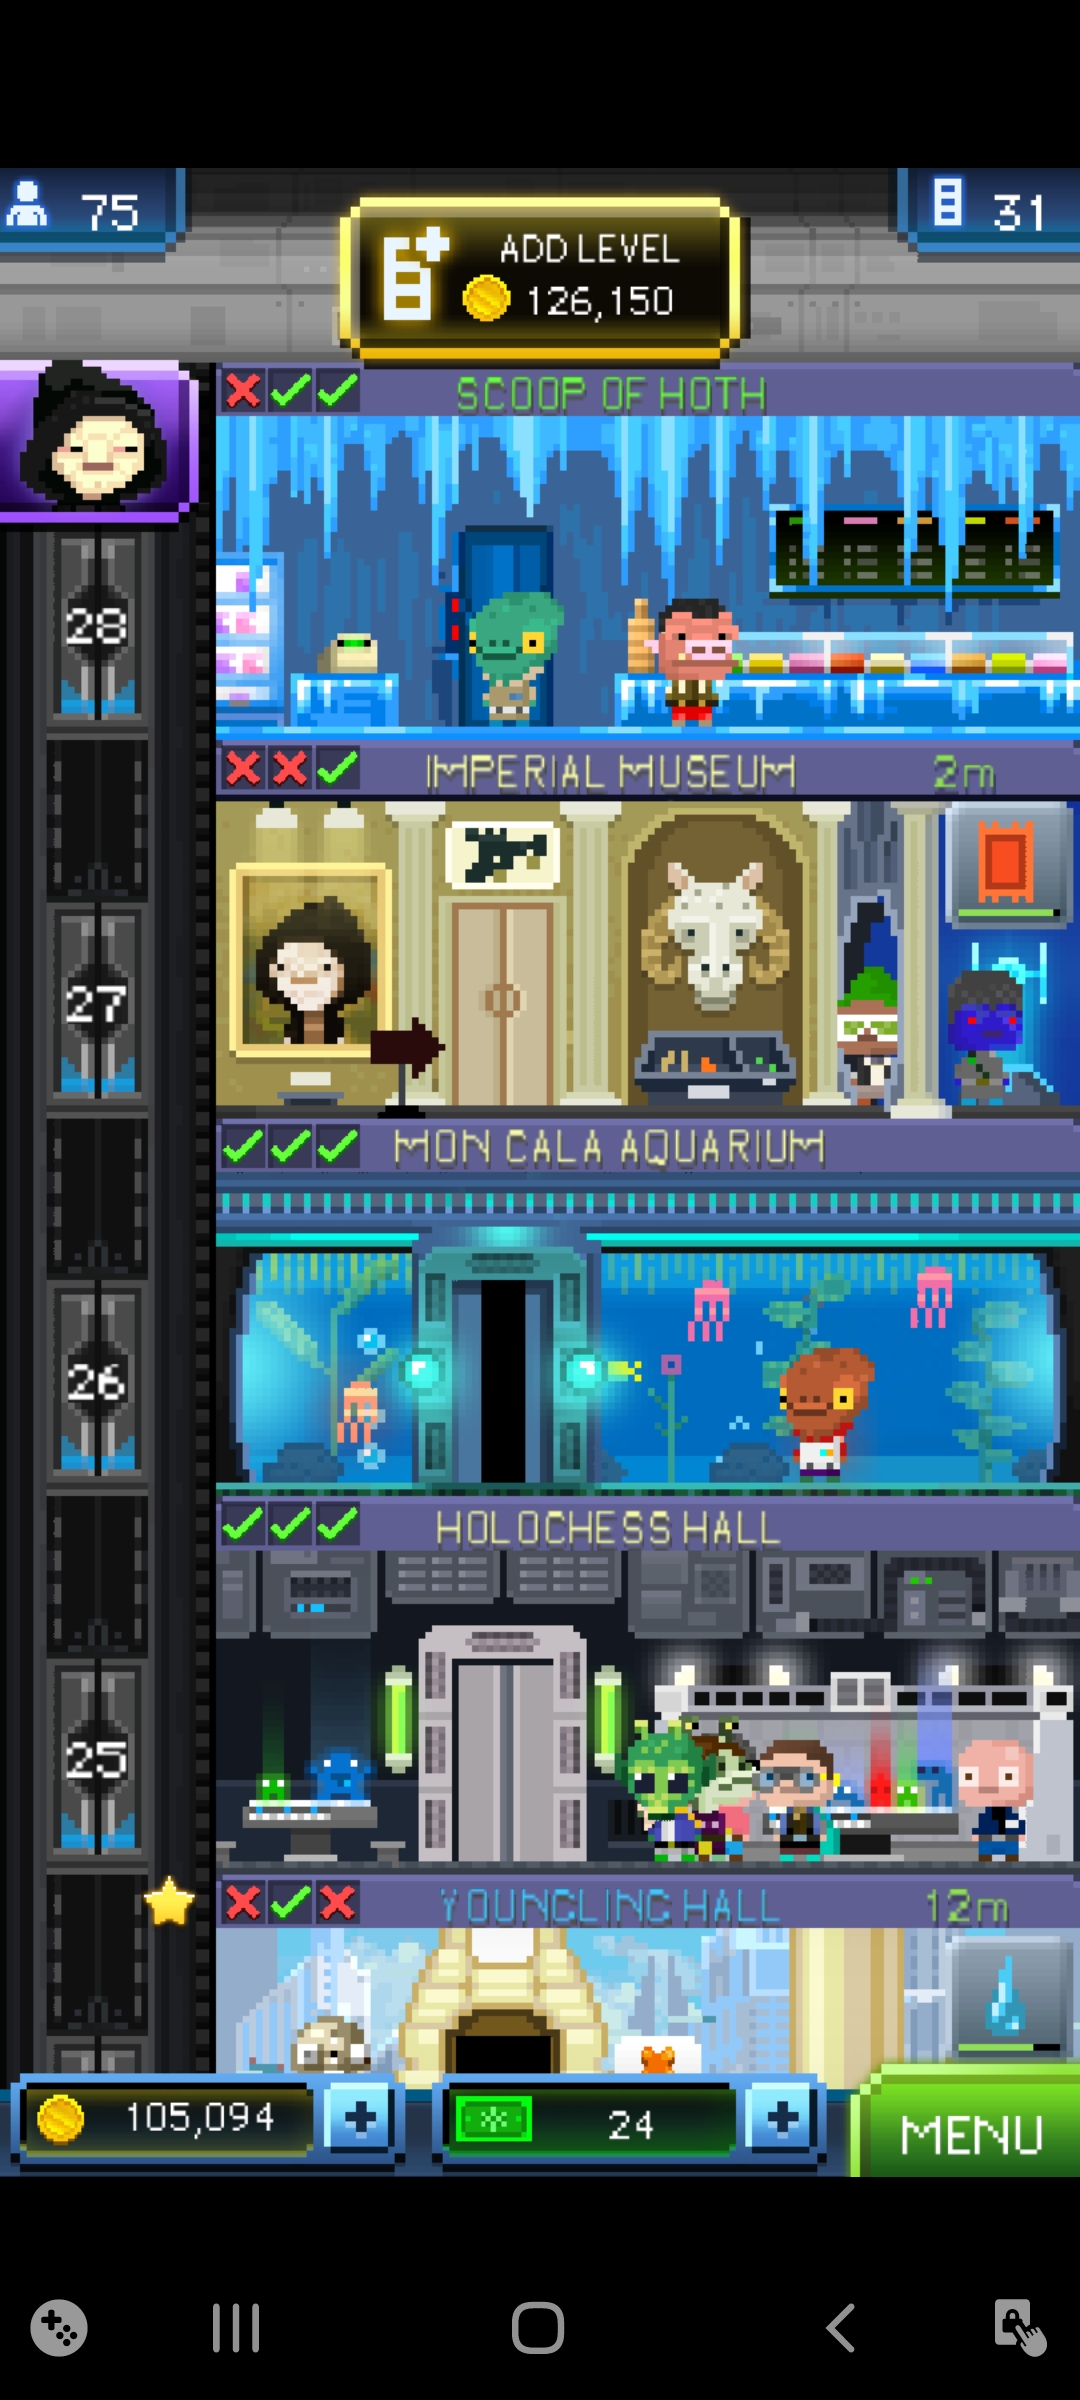 75
31
ADD LEVEL
126,150
SCOOP OF HOTH
28
IMPERIAL MUSEUM 2m
27
MON CALA AQUARIUM
26
HOLOCHESS HALL
25
YOUNGLING HALL 12m
105,094
24
MENU